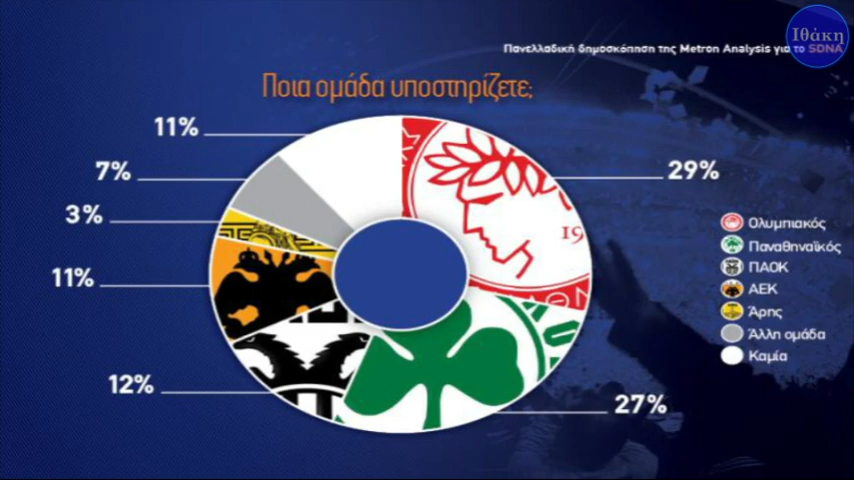 Ιθάκη
Πανελλαδική δημοσκόπηση της Metron Analysis για το SDNA
Ποια ομάδα υποστηρίζετε;
11%
7%
3%
11%
12%
29%
27%
19
Ολυμπιακός
Παναθηναϊκός
ΠΑΟΚ
ΑΕΚ
Άρης
Άλλη ομάδα
Καμία